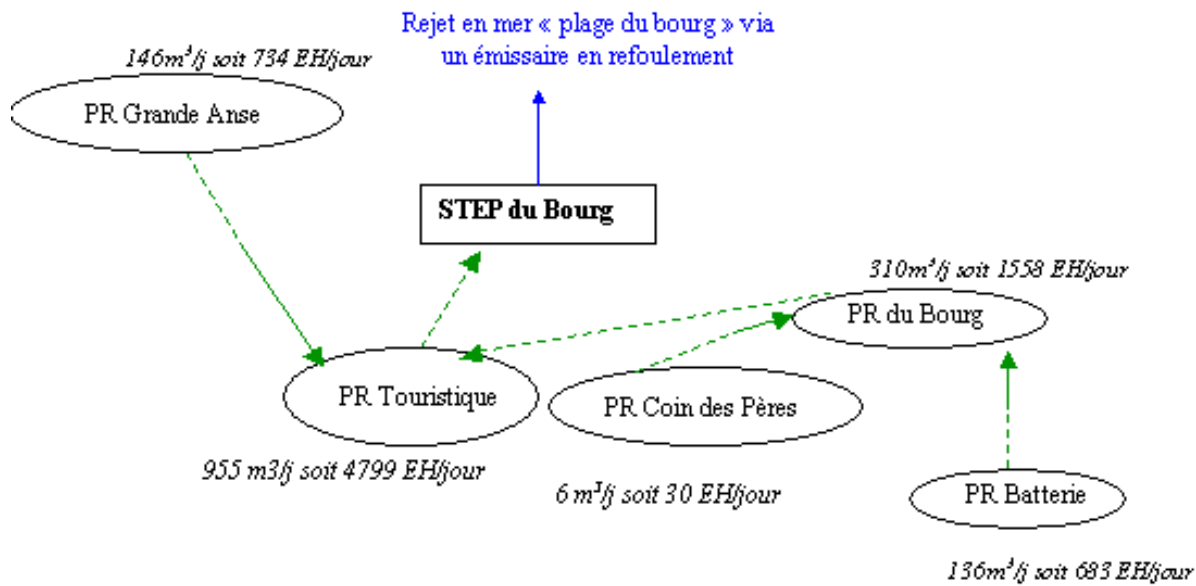 Rejet en mer « plage du bourg » via
un émissaire en refoulement
146m³/j soit 734 EH/jour
PR Grande Anse
STEP du Bourg
310m³/j soit 1558 EH/jour
PR du Bourg
PR Touristique
PR Coin des Pères
955 m3/j soit 4799 EH/jour
6 m³/j soit 30 EH/jour
PR Batterie
136m³/j soit 683 EH/jour